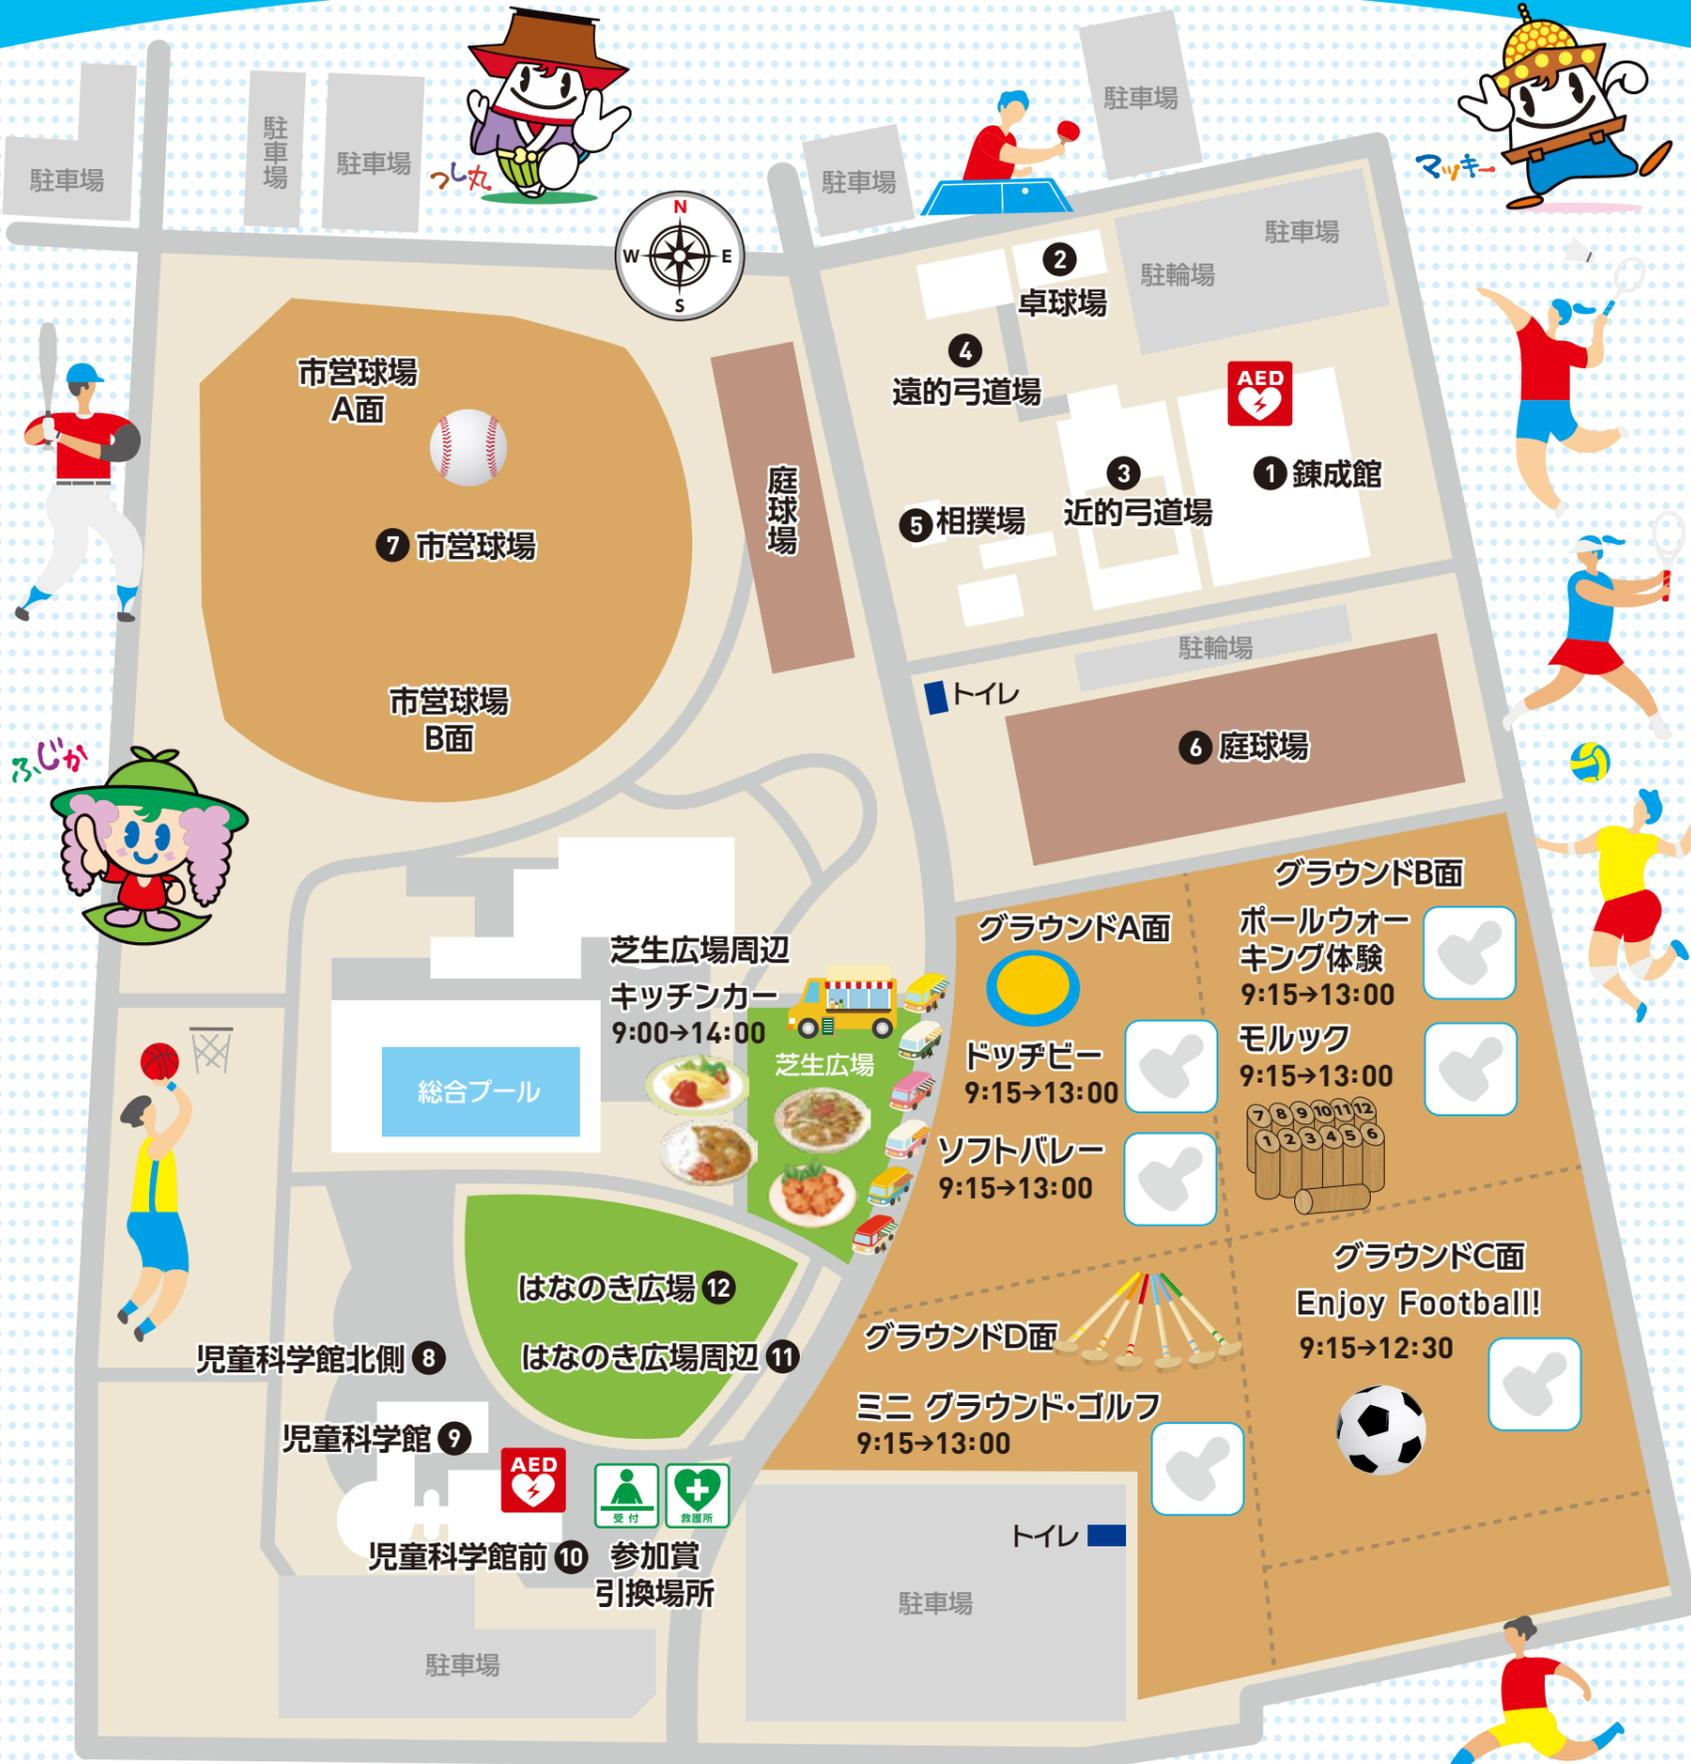 駐車場
駐車場
駐車場
つし丸
駐車場
駐車場
マッキー
N
W
E
S
駐車場
駐輪場
❷
卓球場
❹
遠的弓道場
AED
❶錬成館
❸
近的弓道場
❺相撲場
市営球場
A面
❼市営球場
市営球場
B面
庭球場
駐輪場
トイレ
❻庭球場
ふじか
グラウンドA面
ドッヂビー
9:15→13:00
ソフトバレー
9:15→13:00
グラウンドB面
ポールウォー
キング体験
9:15→13:00
モルック
9:15→13:00
7 8 9 10 11 12
1 2 3 4 5 6
芝生広場周辺
キッチンカー
9:00→14:00
芝生広場
総合プール
グラウンドC面
Enjoy Football!
9:15→12:30
グラウンドD面
ミニ グラウンド・ゴルフ
9:15→13:00
はなのき広場⓬
はなのき広場周辺⓫
児童科学館北側❽
児童科学館❾
AED
受付
救護所
児童科学館前❿
参加賞
引換場所
トイレ
駐車場
駐車場